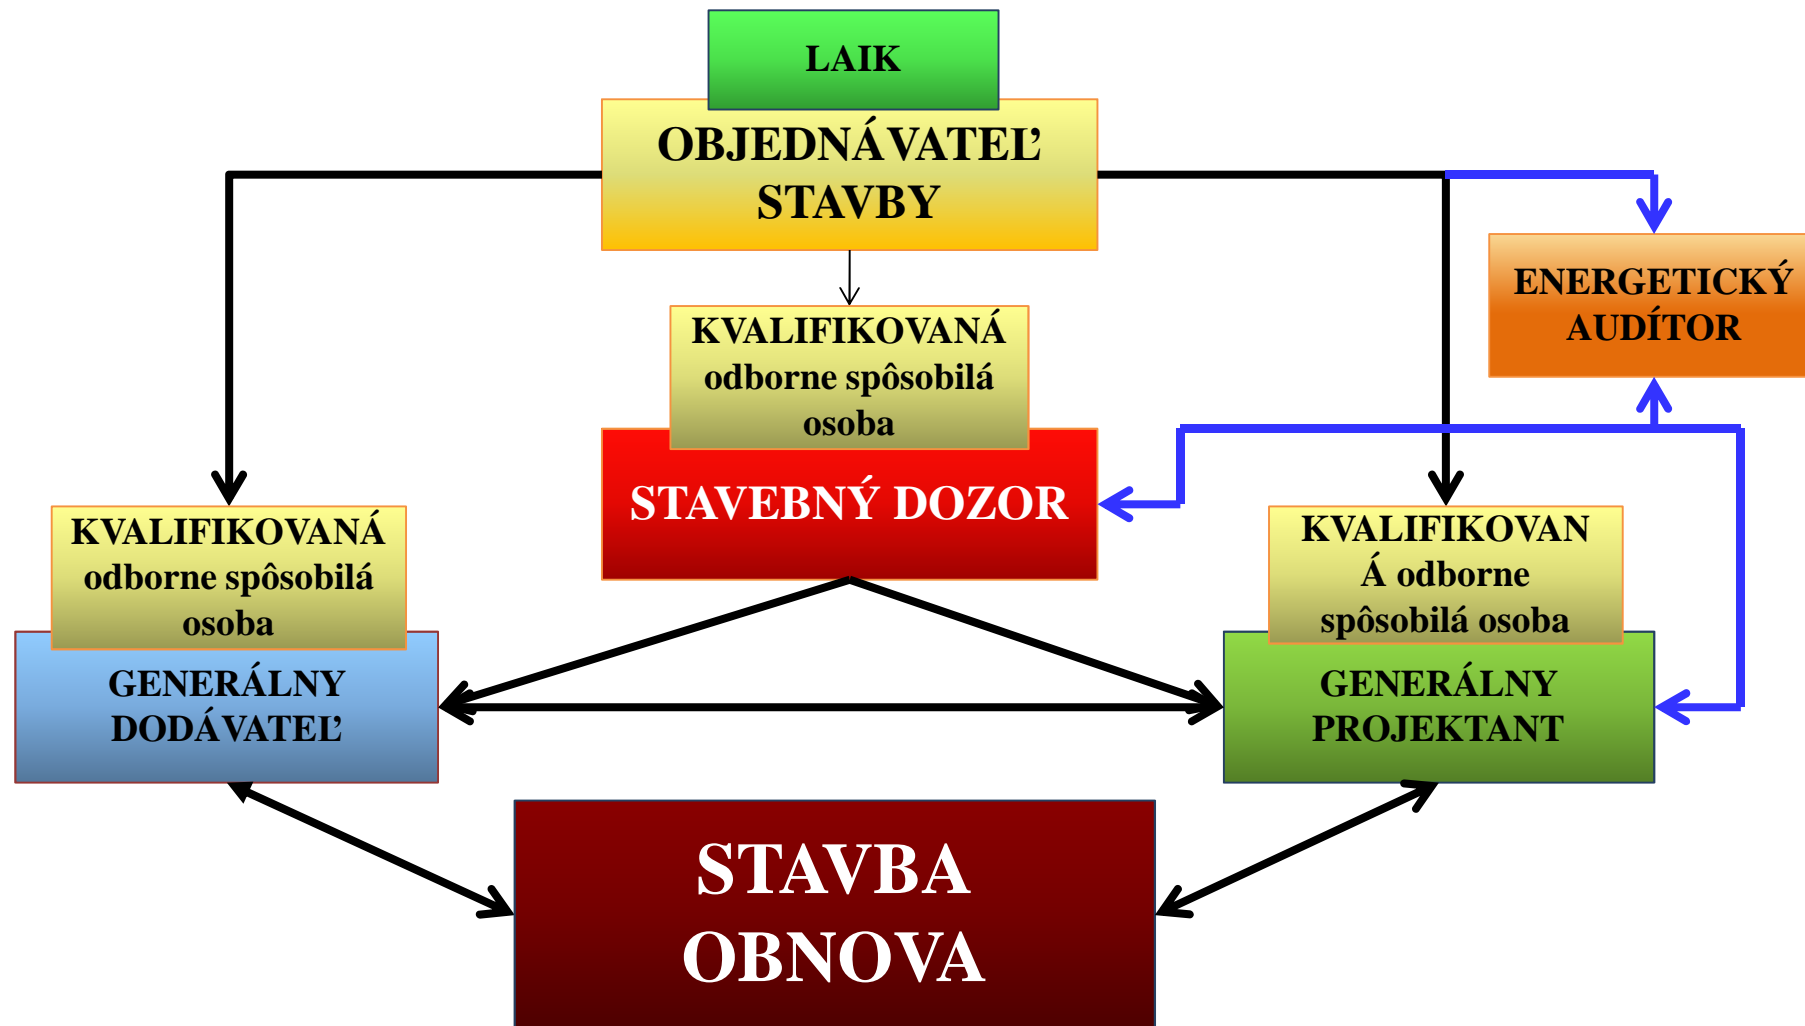 LAIK
OBJEDNÁVATEĽ
STAVBY
ENERGETICKÝ
AUDÍTOR
KVALIFIKOVANÁ
odborne spôsobilá
osoba
STAVEBNÝ DOZOR
KVALIFIKOVANÁ
odborne spôsobilá
osoba
GENERÁLNY
DODÁVATEĽ
KVALIFIKOVAN
Á odborne
spôsobilá osoba
GENERÁLNY
PROJEKTANT
STAVBA
OBNOVA